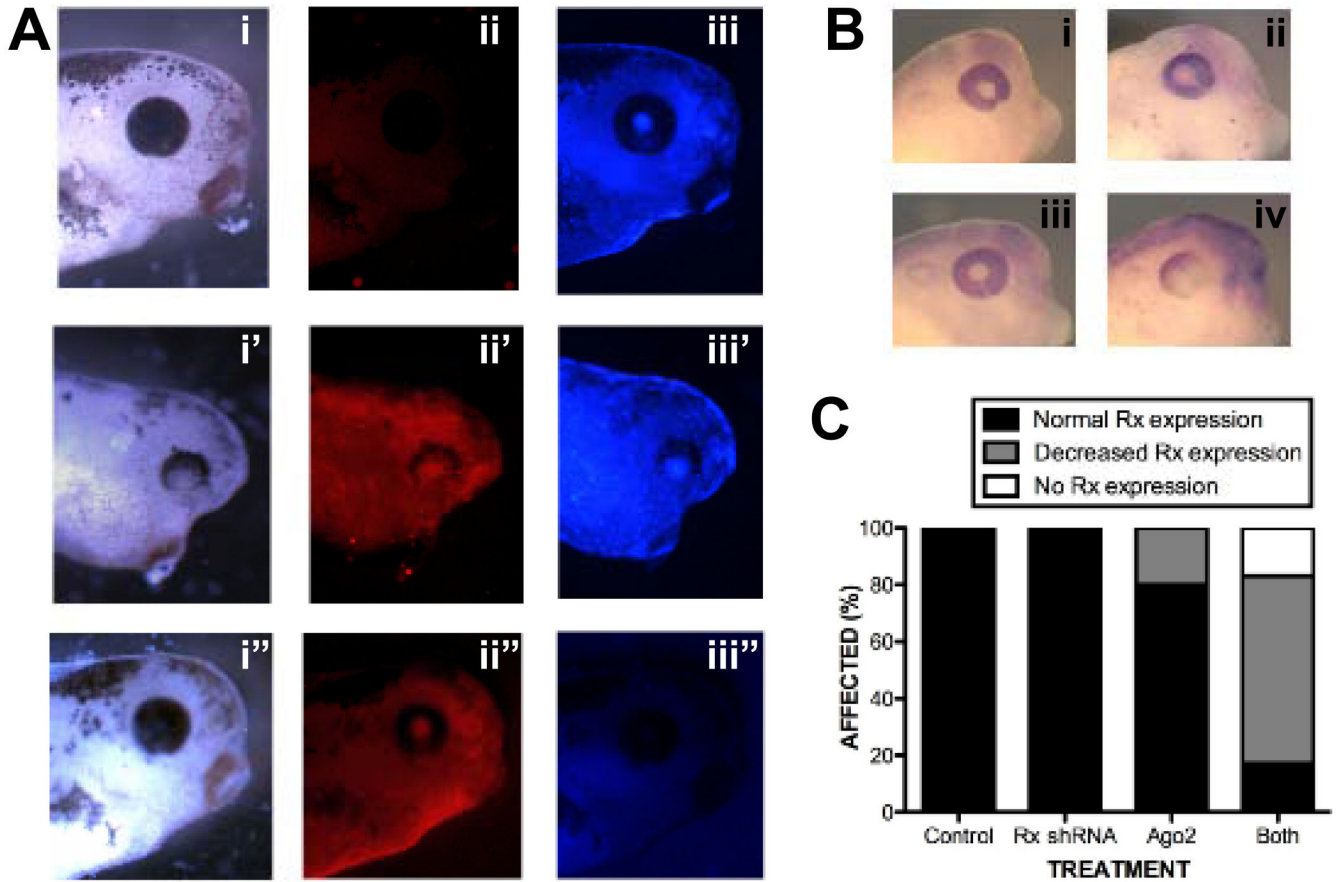 A
i
ii
iii
i’
ii’
iii’
i”
ii”
iii”
B
i
ii
iii
iv
C
Normal Rx expression
Decreased Rx expression
No Rx expression
AFFECTED (%)
100
80
60
40
20
0
Control
Rx shRNA
Ago2
Both
TREATMENT